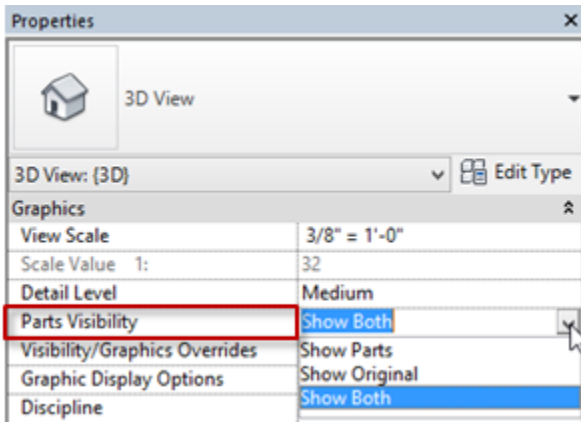 Properties
3D View
3D View: {3D}
Edit Type
Graphics
View Scale 3/8" = 1'-0"
Scale Value 1: 32
Detail Level Medium
Parts Visibility Show Both
Visibility/Graphics Overrides Show Parts
Graphic Display Options Show Original
Discipline Show Both